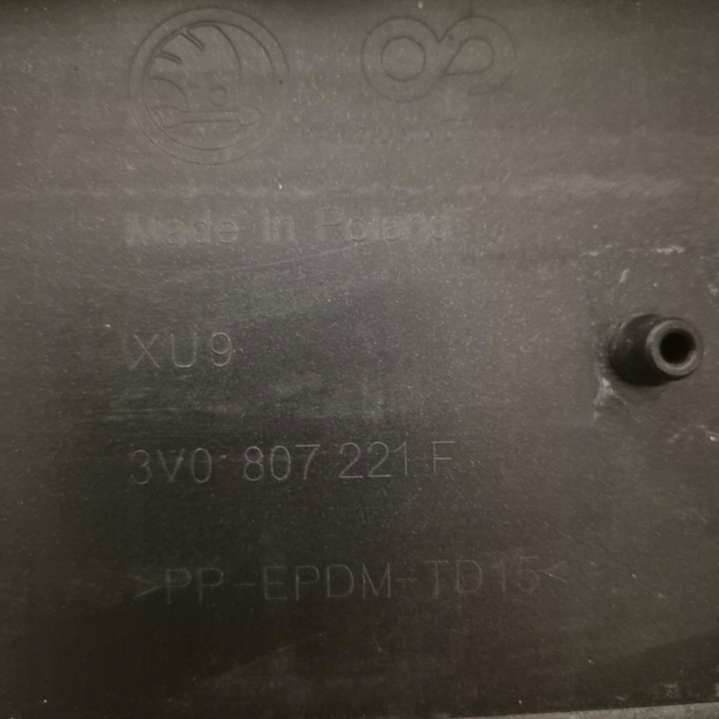 Made in Poland
XU9
3V0 807 221 F
>PP-EPDM-TD15<